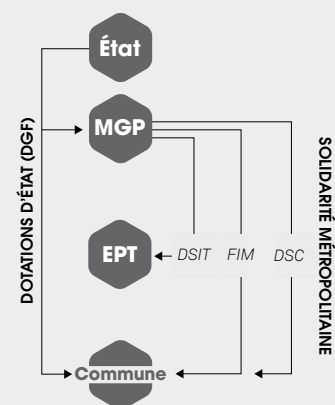 État
MGP
DOTATIONS D'ÉTAT (DGF)
SOLIDARITÉ MÉTROPOLITAINE
EPT
DSIT
FIM
DSC
Commune